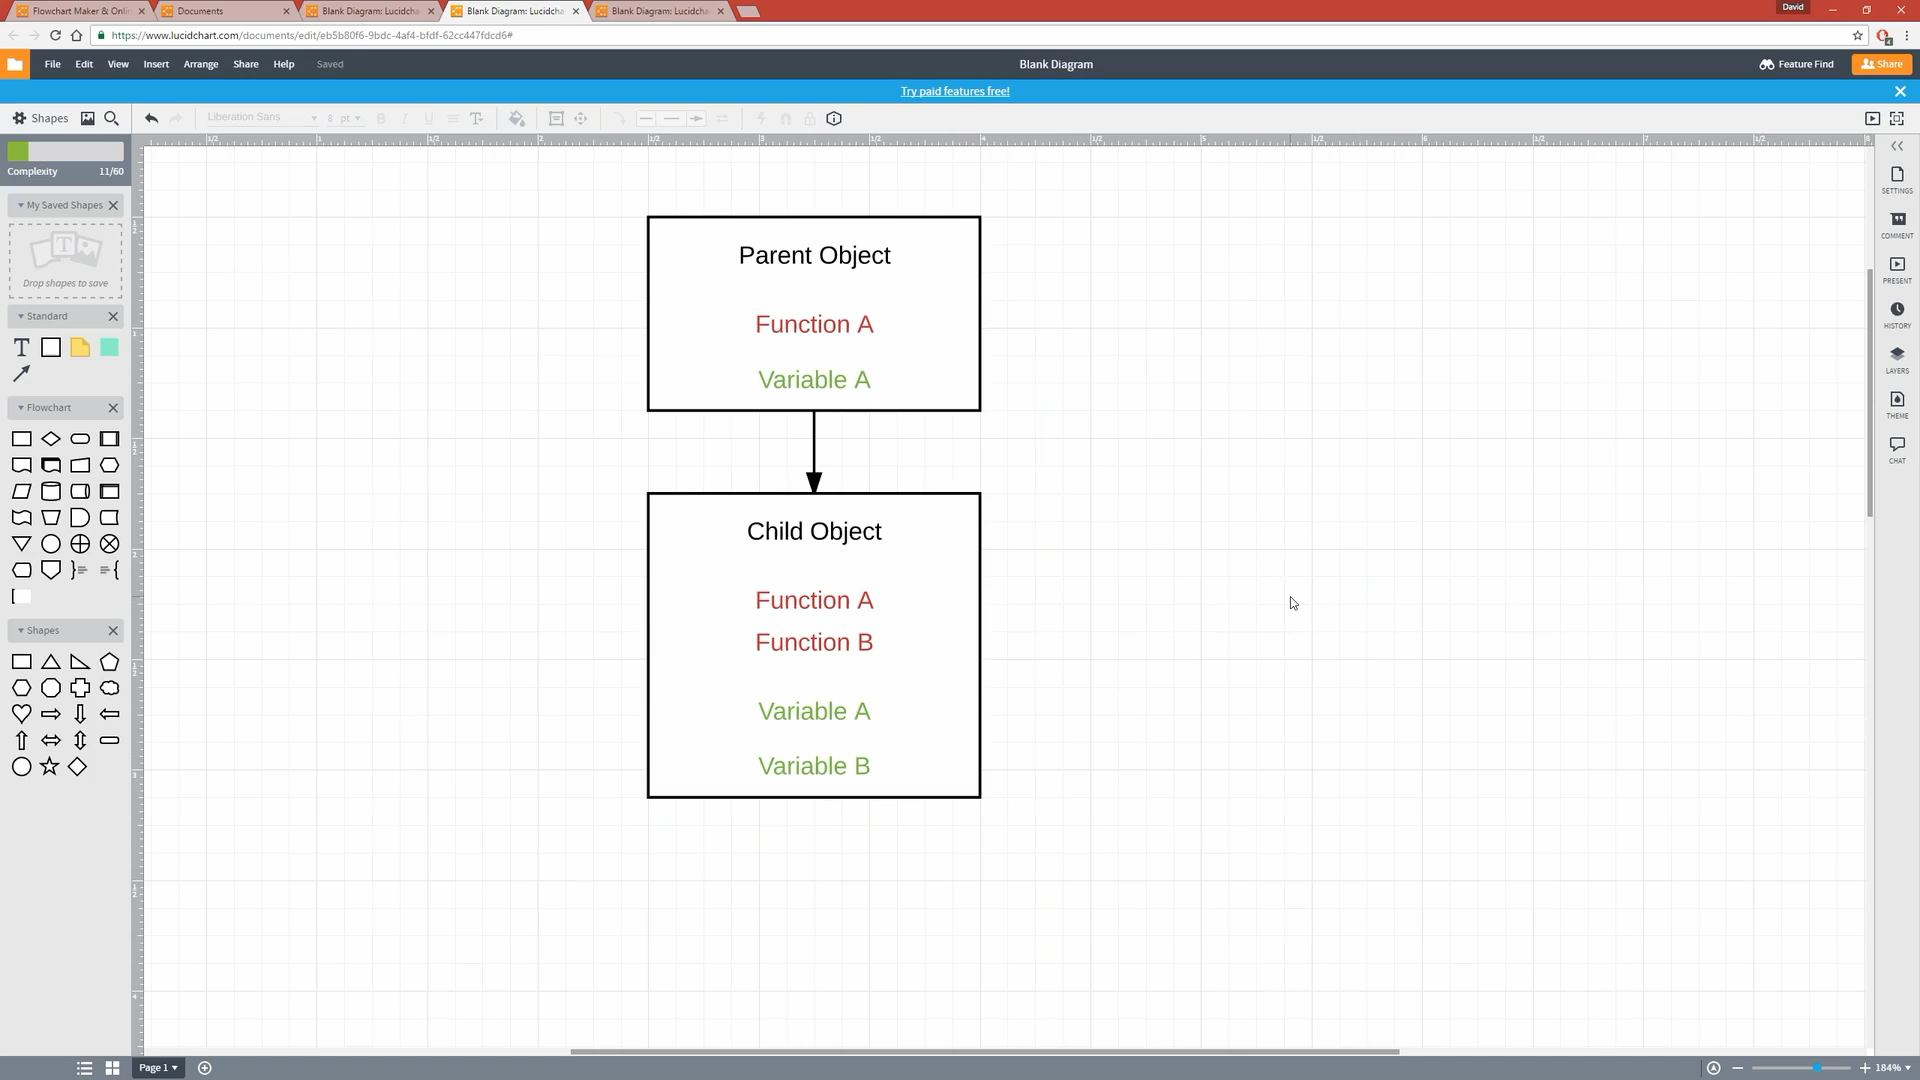 Flowchart Maker & Onli
Documents
Blank Diagram: Lucidcha
Blank Diagram: Lucidcha
Blank Diagram: Lucidcha
David
https://www.lucidchart.com/documents/edit/eb5b80f6-9bdc-4af4-bfdf-62cc447fdcd6#
File
Edit
View
Insert
Arrange
Share
Help
Saved
Blank Diagram
Feature Find
Share
Try paid features free!
Shapes
Liberation Sans
8 pt
B
I
U
Complexity
11/60
My Saved Shapes
Drop shapes to save
Standard
Flowchart
Shapes
Parent Object
Function A
Variable A
Child Object
Function A
Function B
Variable A
Variable B
SETTINGS
COMMENT
PRESENT
HISTORY
LAYERS
THEME
CHAT
Page 1
184%